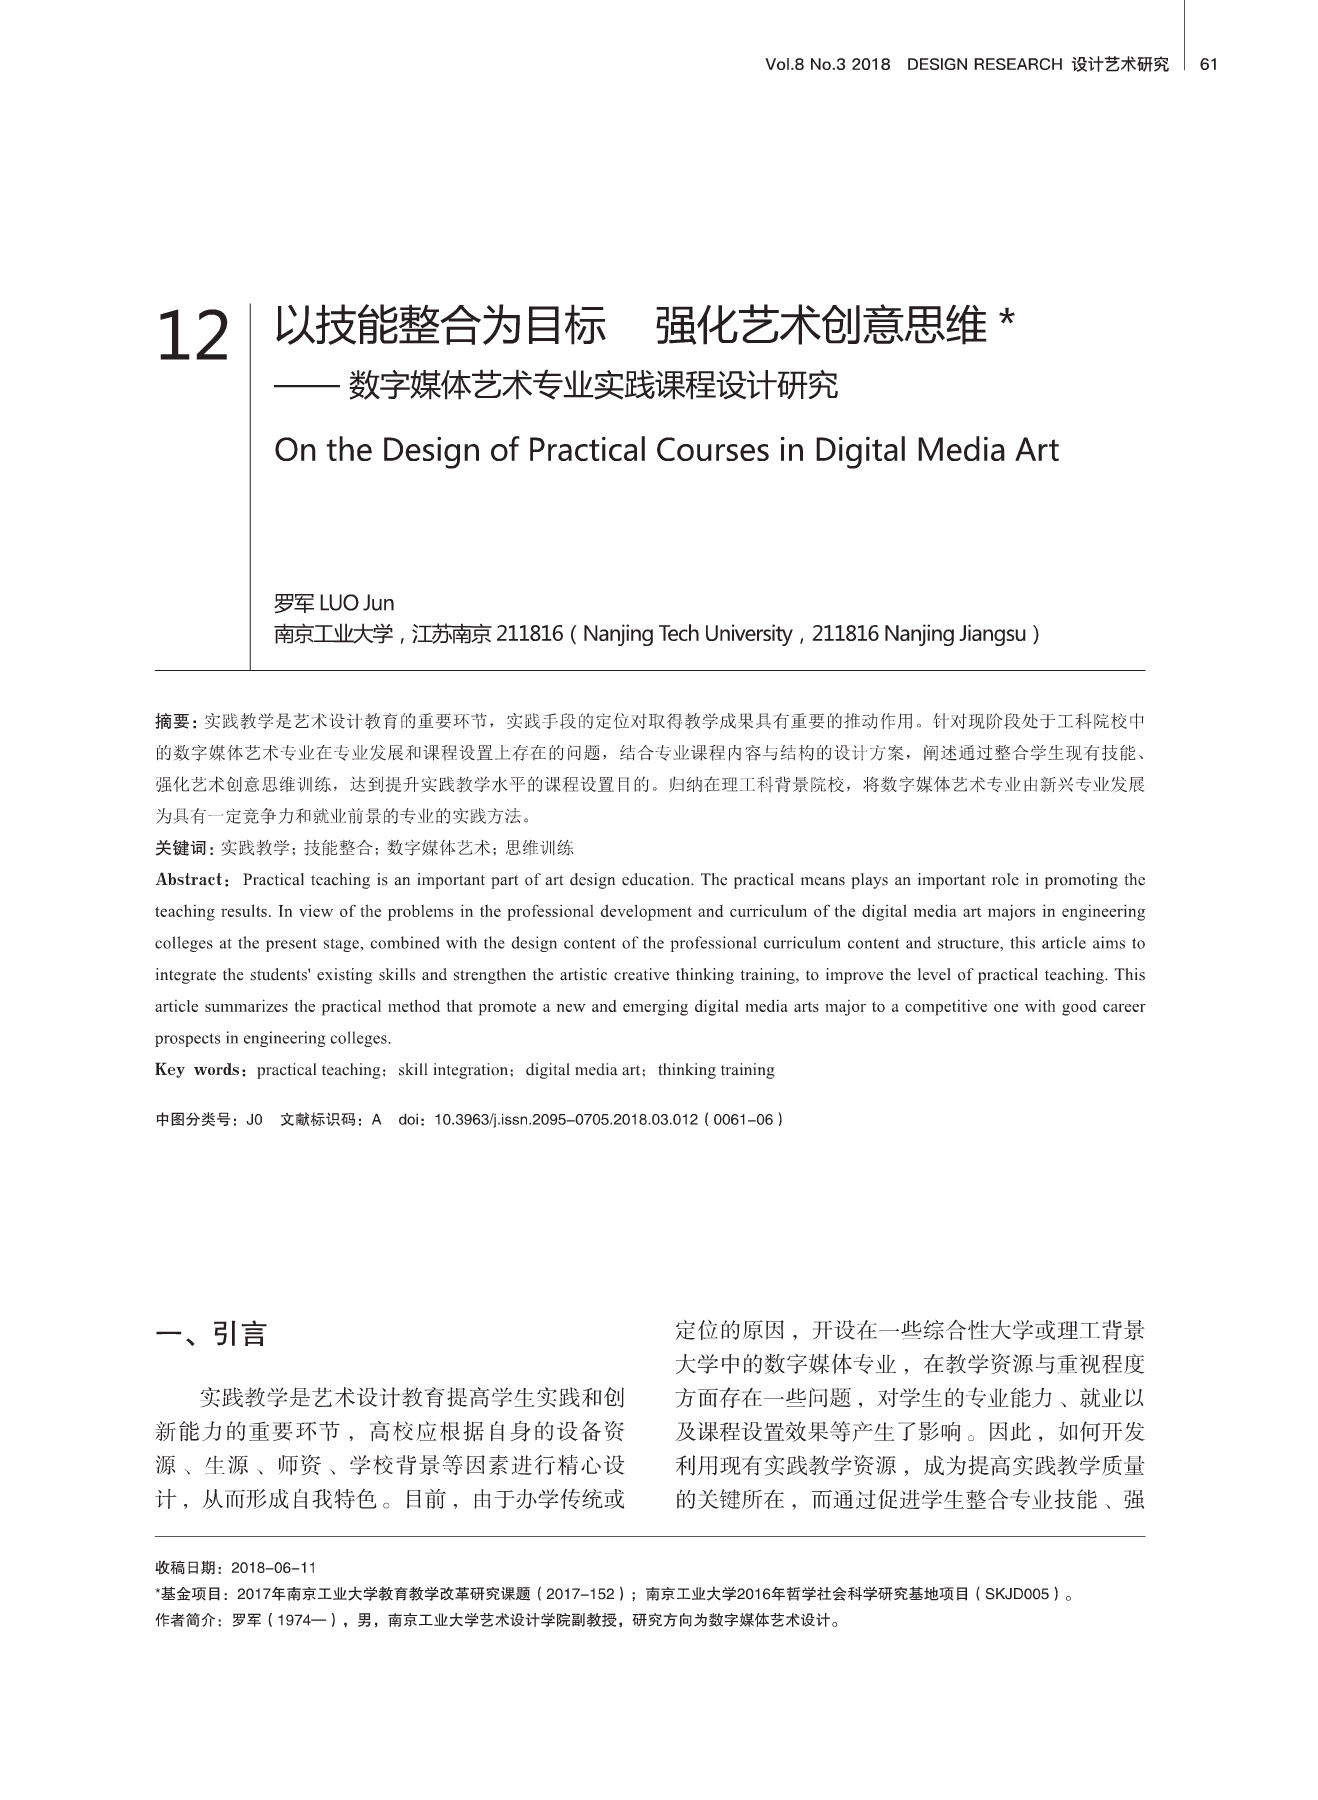 Vol.8 No.3 2018 DESIGN RESEARCH 设计艺术研究 61
12
以技能整合为目标 强化艺术创意思维 *
—— 数字媒体艺术专业实践课程设计研究
On the Design of Practical Courses in Digital Media Art
罗军 LUO Jun
南京工业大学，江苏南京 211816（Nanjing Tech University，211816 Nanjing Jiangsu）
摘要：实践教学是艺术设计教育的重要环节，实践手段的定位对取得教学成果具有重要的推动作用。针对现阶段处于工科院校中
的数字媒体艺术专业在专业发展和课程设置上存在的问题，结合专业课程内容与结构的设计方案，阐述通过整合学生现有技能、
强化艺术创意思维训练，达到提升实践教学水平的课程设置目的。归纳在理工科背景院校，将数字媒体艺术专业由新兴专业发展
为具有一定竞争力和就业前景的专业的实践方法。
关键词：实践教学；技能整合；数字媒体艺术；思维训练
Abstract：Practical teaching is an important part of art design education. The practical means plays an important role in promoting the
teaching results. In view of the problems in the professional development and curriculum of the digital media art majors in engineering
colleges at the present stage, combined with the design content of the professional curriculum content and structure, this article aims to
integrate the students' existing skills and strengthen the artistic creative thinking training, to improve the level of practical teaching. This
article summarizes the practical method that promote a new and emerging digital media arts major to a competitive one with good career
prospects in engineering colleges.
Key words：practical teaching；skill integration；digital media art；thinking training
中图分类号：J0 文献标识码：A doi：10.3963/j.issn.2095-0705.2018.03.012（0061-06）
一、引言
实践教学是艺术设计教育提高学生实践和创
新能力的重要环节，高校应根据自身的设备资
源、生源、师资、学校背景等因素进行精心设
计，从而形成自我特色。目前，由于办学传统或
定位的原因，开设在一些综合性大学或理工背景
大学中的数字媒体专业，在教学资源与重视程度
方面存在一些问题，对学生的专业能力、就业以
及课程设置效果等产生了影响。因此，如何开发
利用现有实践教学资源，成为提高实践教学质量
的关键所在，而通过促进学生整合专业技能、强
收稿日期：2018-06-11
*基金项目：2017年南京工业大学教育教学改革研究课题（2017-152）；南京工业大学2016年哲学社会科学研究基地项目（SKJD005）。
作者简介：罗军（1974—），男，南京工业大学艺术设计学院副教授，研究方向为数字媒体艺术设计。